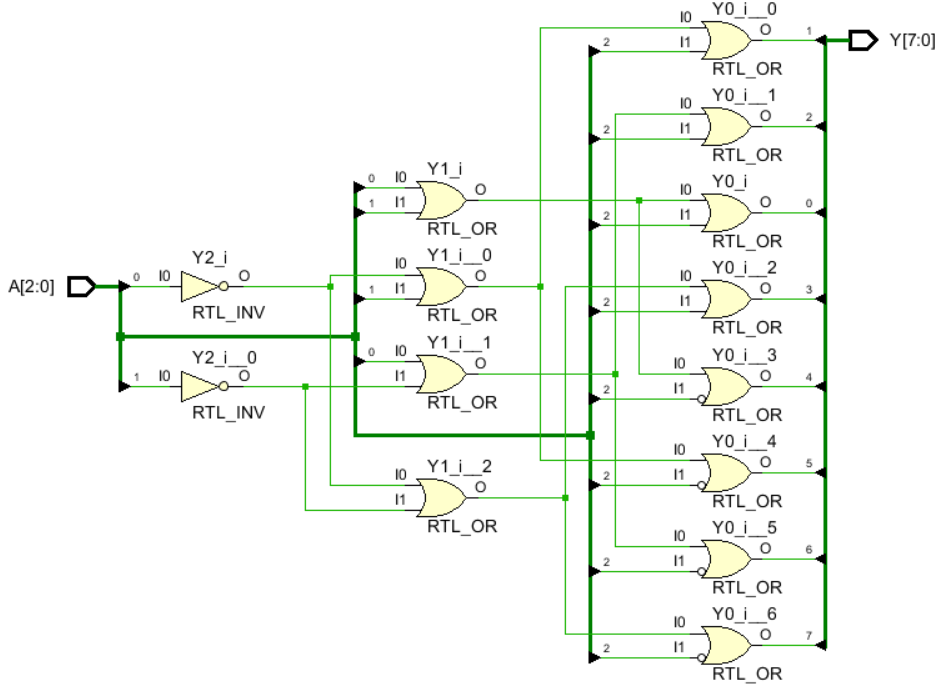 Y0_i__0
I0
O
1
2
I1
RTL_OR
Y[7:0]
Y0_i__1
I0
O
2
2
I1
RTL_OR
Y1_i
0
I0
O
1
I1
RTL_OR
Y0_i
I0
O
0
2
I1
RTL_OR
A[2:0]
Y2_i
0
I0
O
RTL_INV
Y1_i__0
I0
O
1
I1
RTL_OR
Y0_i__2
I0
O
3
2
I1
RTL_OR
Y2_i__0
1
I0
O
RTL_INV
Y1_i__1
0
I0
O
I1
RTL_OR
Y0_i__3
I0
O
4
2
I1
RTL_OR
Y1_i__2
I0
O
I1
RTL_OR
Y0_i__4
I0
O
5
2
I1
RTL_OR
Y0_i__5
I0
O
6
2
I1
RTL_OR
Y0_i__6
I0
O
7
2
I1
RTL_OR